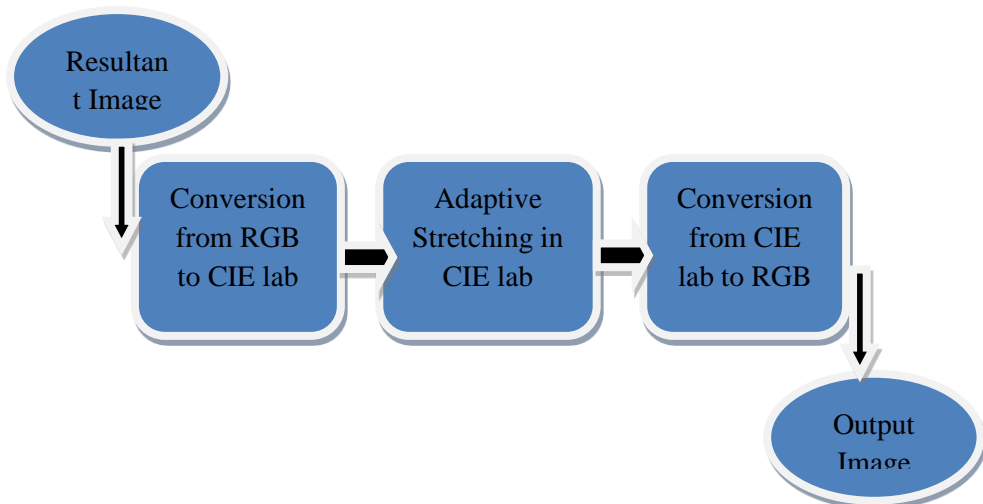 Resultan
t Image
Conversion
from RGB
to CIE lab
Adaptive
Stretching in
CIE lab
Conversion
from CIE
lab to RGB
Output
Image